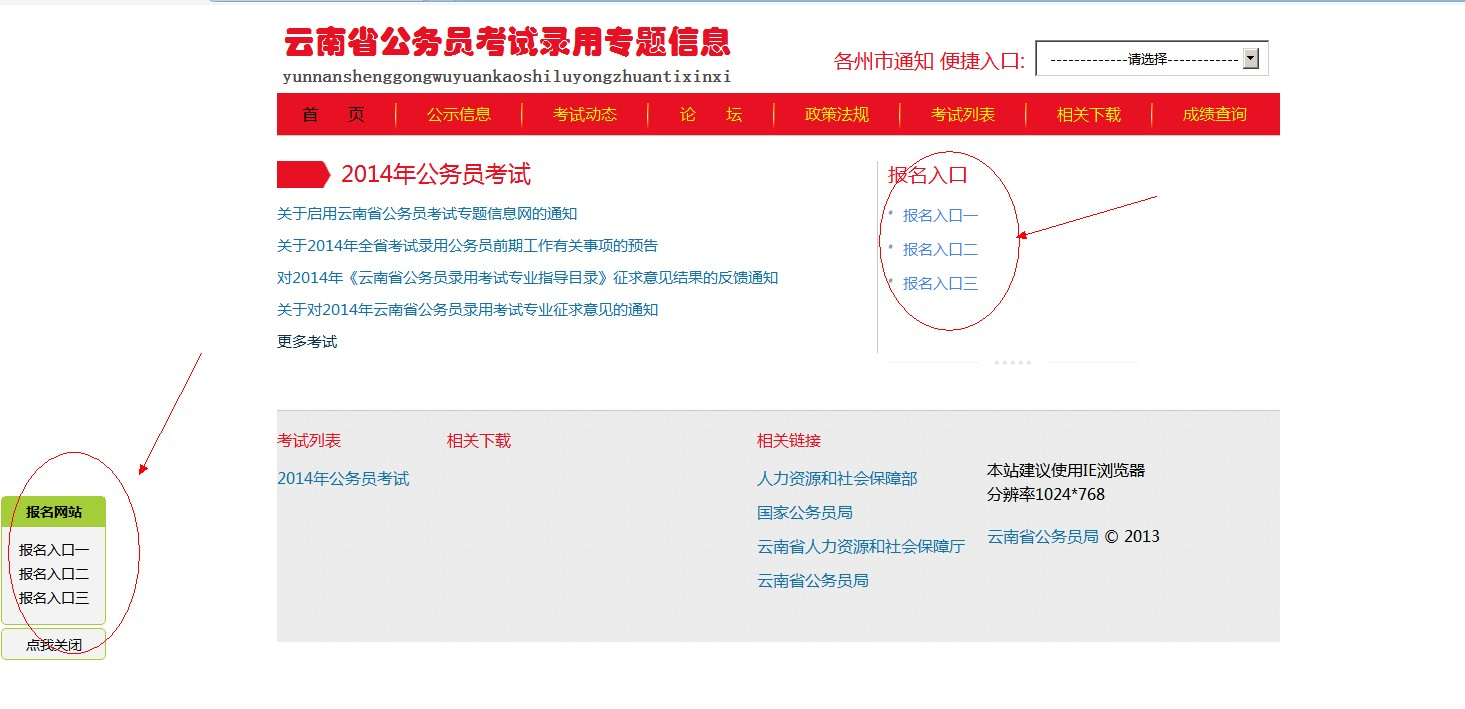 云南省公务员考试录用专题信息
yunnanshenggongwuyuankaoshiluyongzhuantixinxi
各州市通知 便捷入口: -------------请选择------------
首 页 公示信息 考试动态 论 坛 政策法规 考试列表 相关下载 成绩查询
2014年公务员考试
关于启用云南省公务员考试专题信息网的通知
关于2014年全省考试录用公务员前期工作有关事项的预告
对2014年《云南省公务员录用考试专业指导目录》征求意见结果的反馈通知
关于对2014年云南省公务员录用考试专业征求意见的通知
更多考试
报名入口
报名入口一
报名入口二
报名入口三
考试列表
2014年公务员考试
相关下载
相关链接
人力资源和社会保障部
国家公务员局
云南省人力资源和社会保障厅
云南省公务员局
本站建议使用IE浏览器
分辨率1024*768
云南省公务员局 © 2013
报名网站
报名入口一
报名入口二
报名入口三
点我关闭